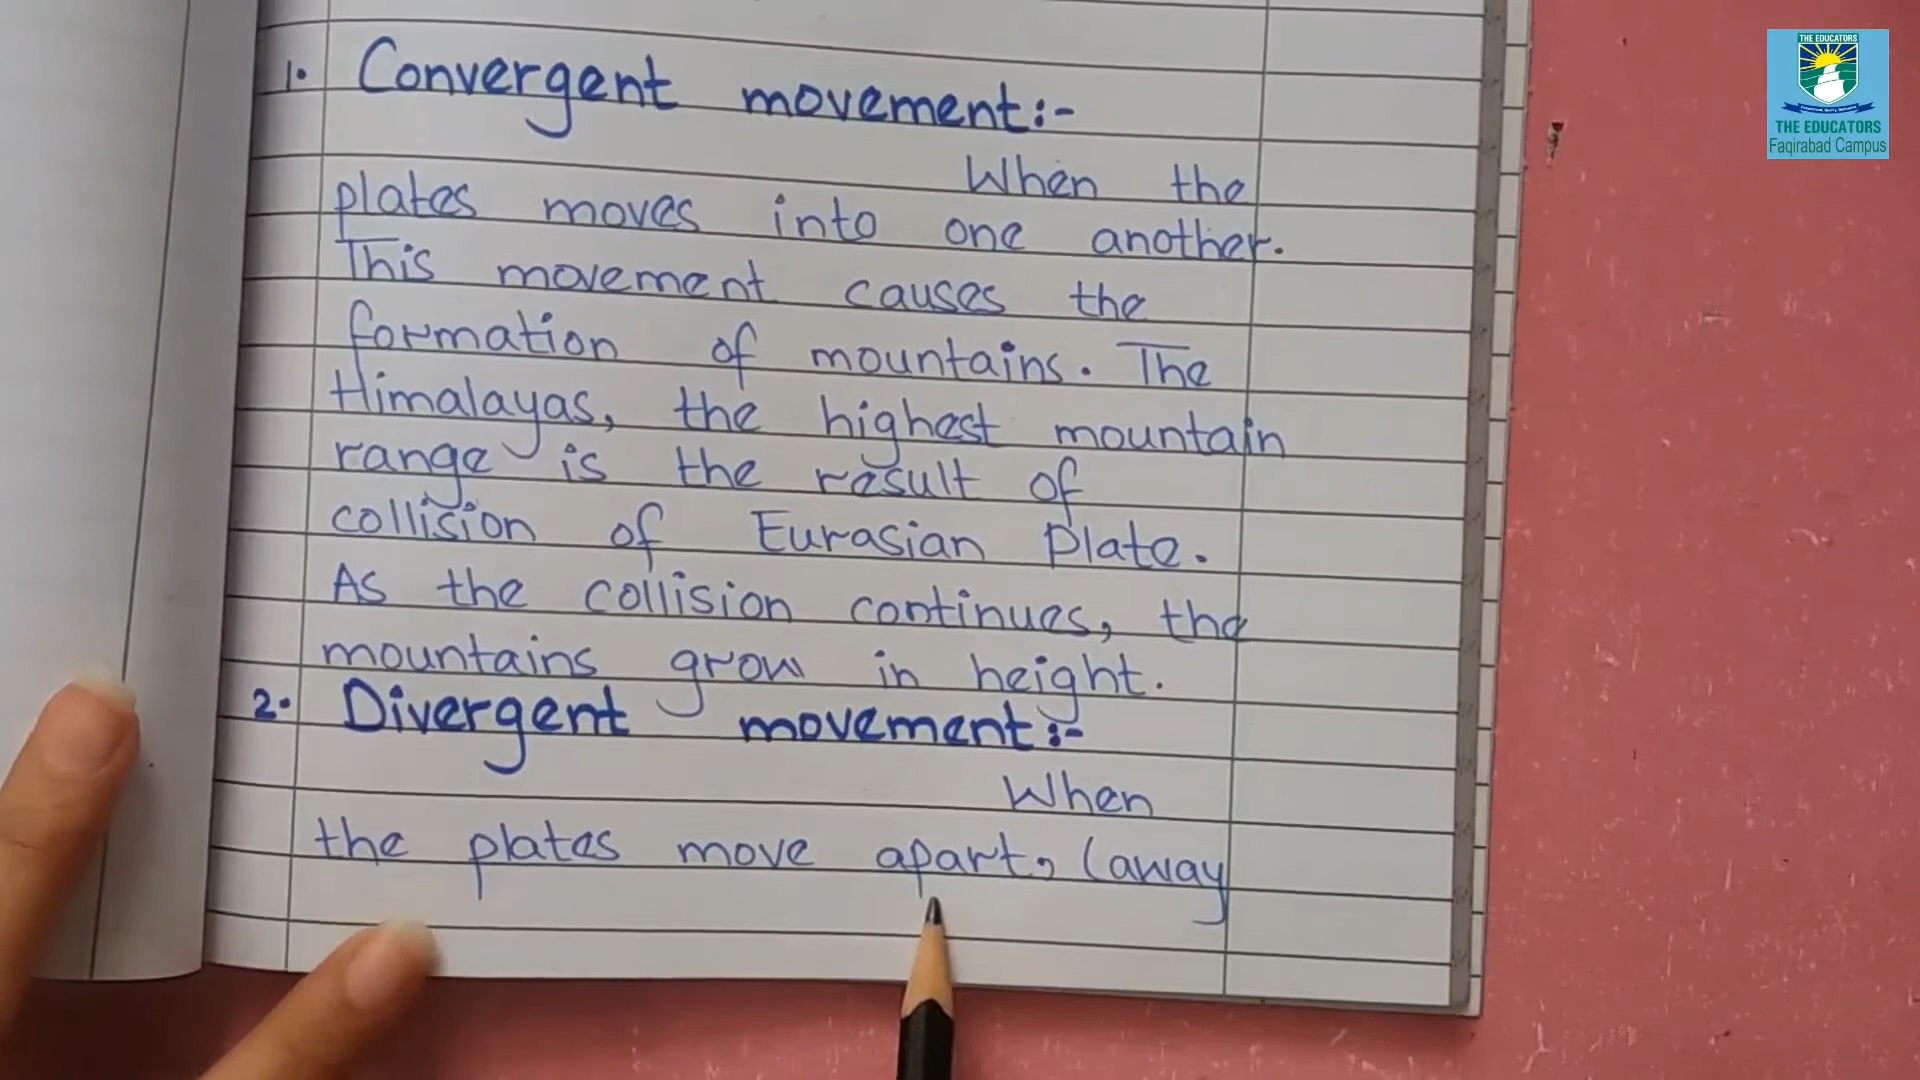 1. Convergent movement:-
When the
plates moves into one another.
This movement causes the
formation of mountains. The
Himalayas, the highest mountain
range is the result of
collision of Eurasian Plate.
As the collision continues, the
mountains grow in height.
2. Divergent movement:-
When
the plates move apart, (away
THE EDUCATORS
THE EDUCATORS
Faqirabad Campus